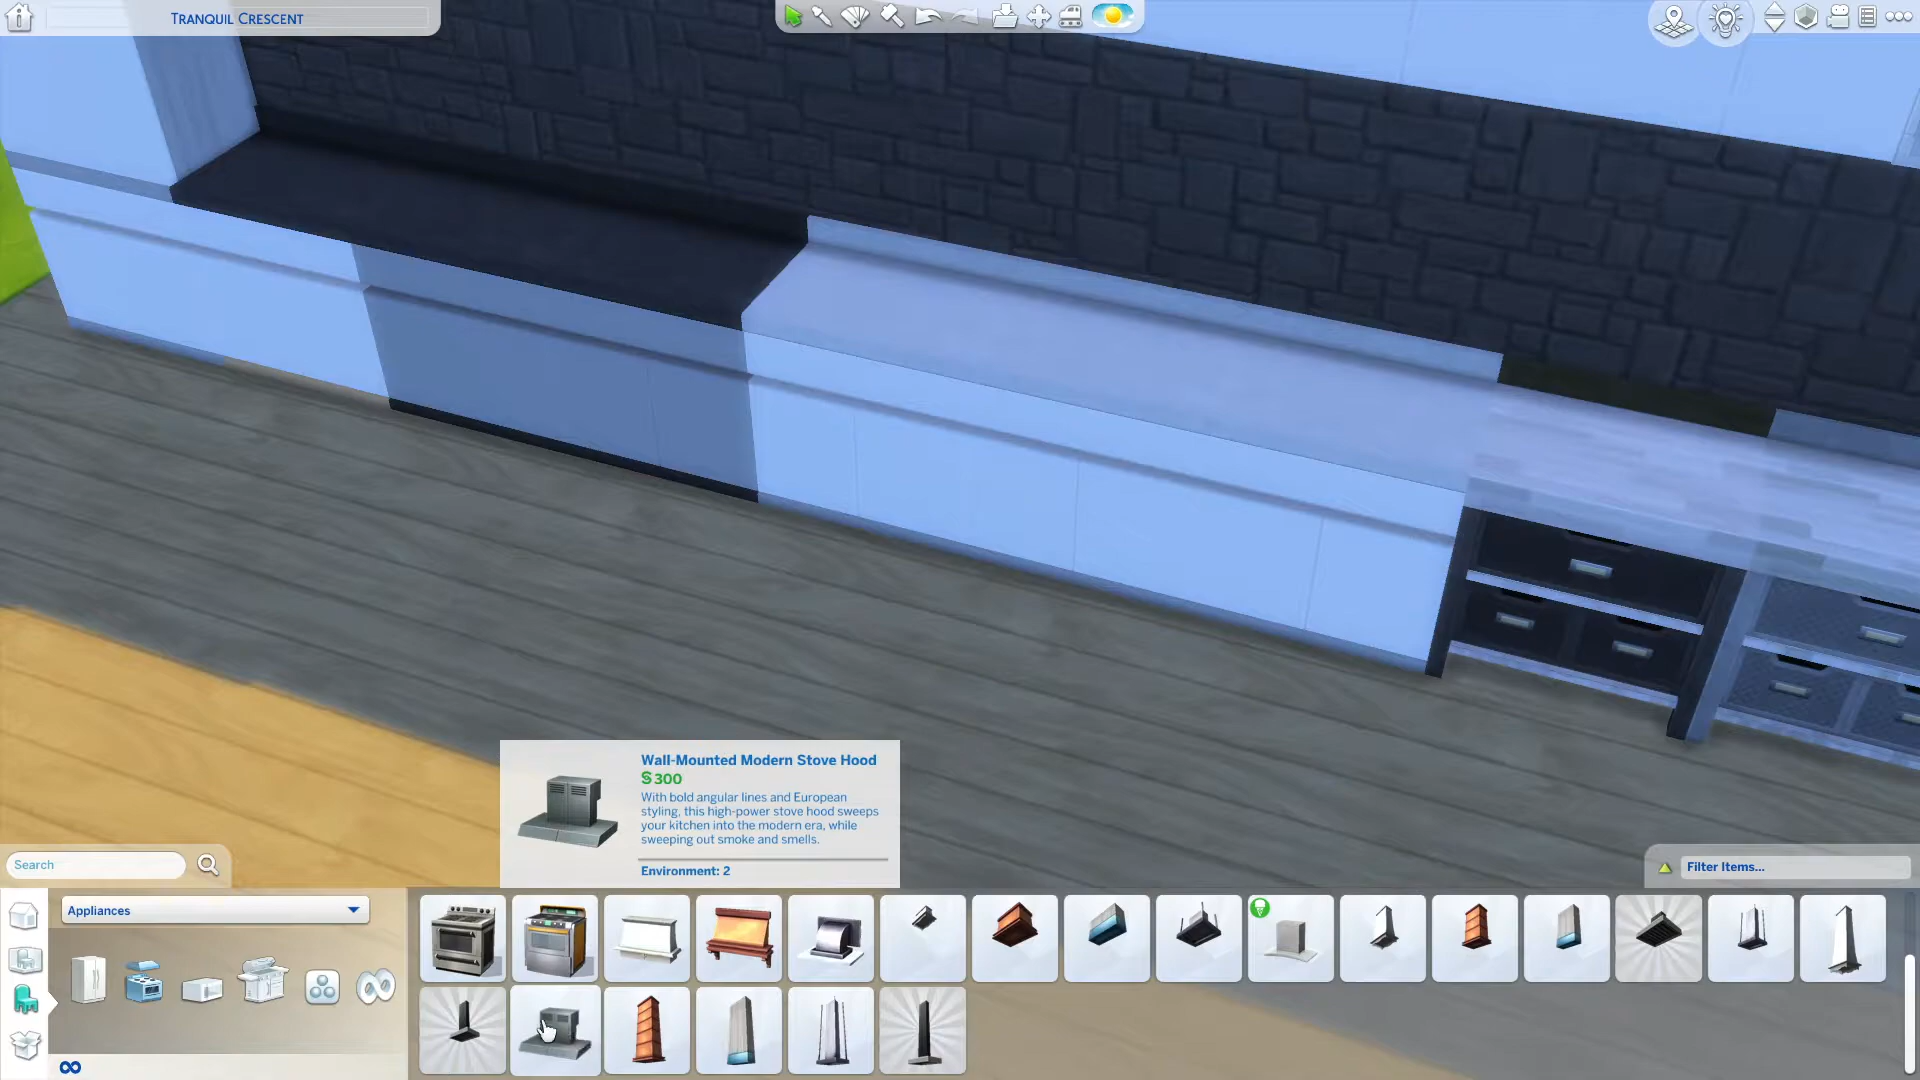 TRANQUIL CRESCENT
Wall-Mounted Modern Stove Hood
§300
With bold angular lines and European
styling, this high-power stove hood sweeps
your kitchen into the modern era, while
sweeping out smoke and smells.
Environment: 2
Search
Filter Items...
Appliances